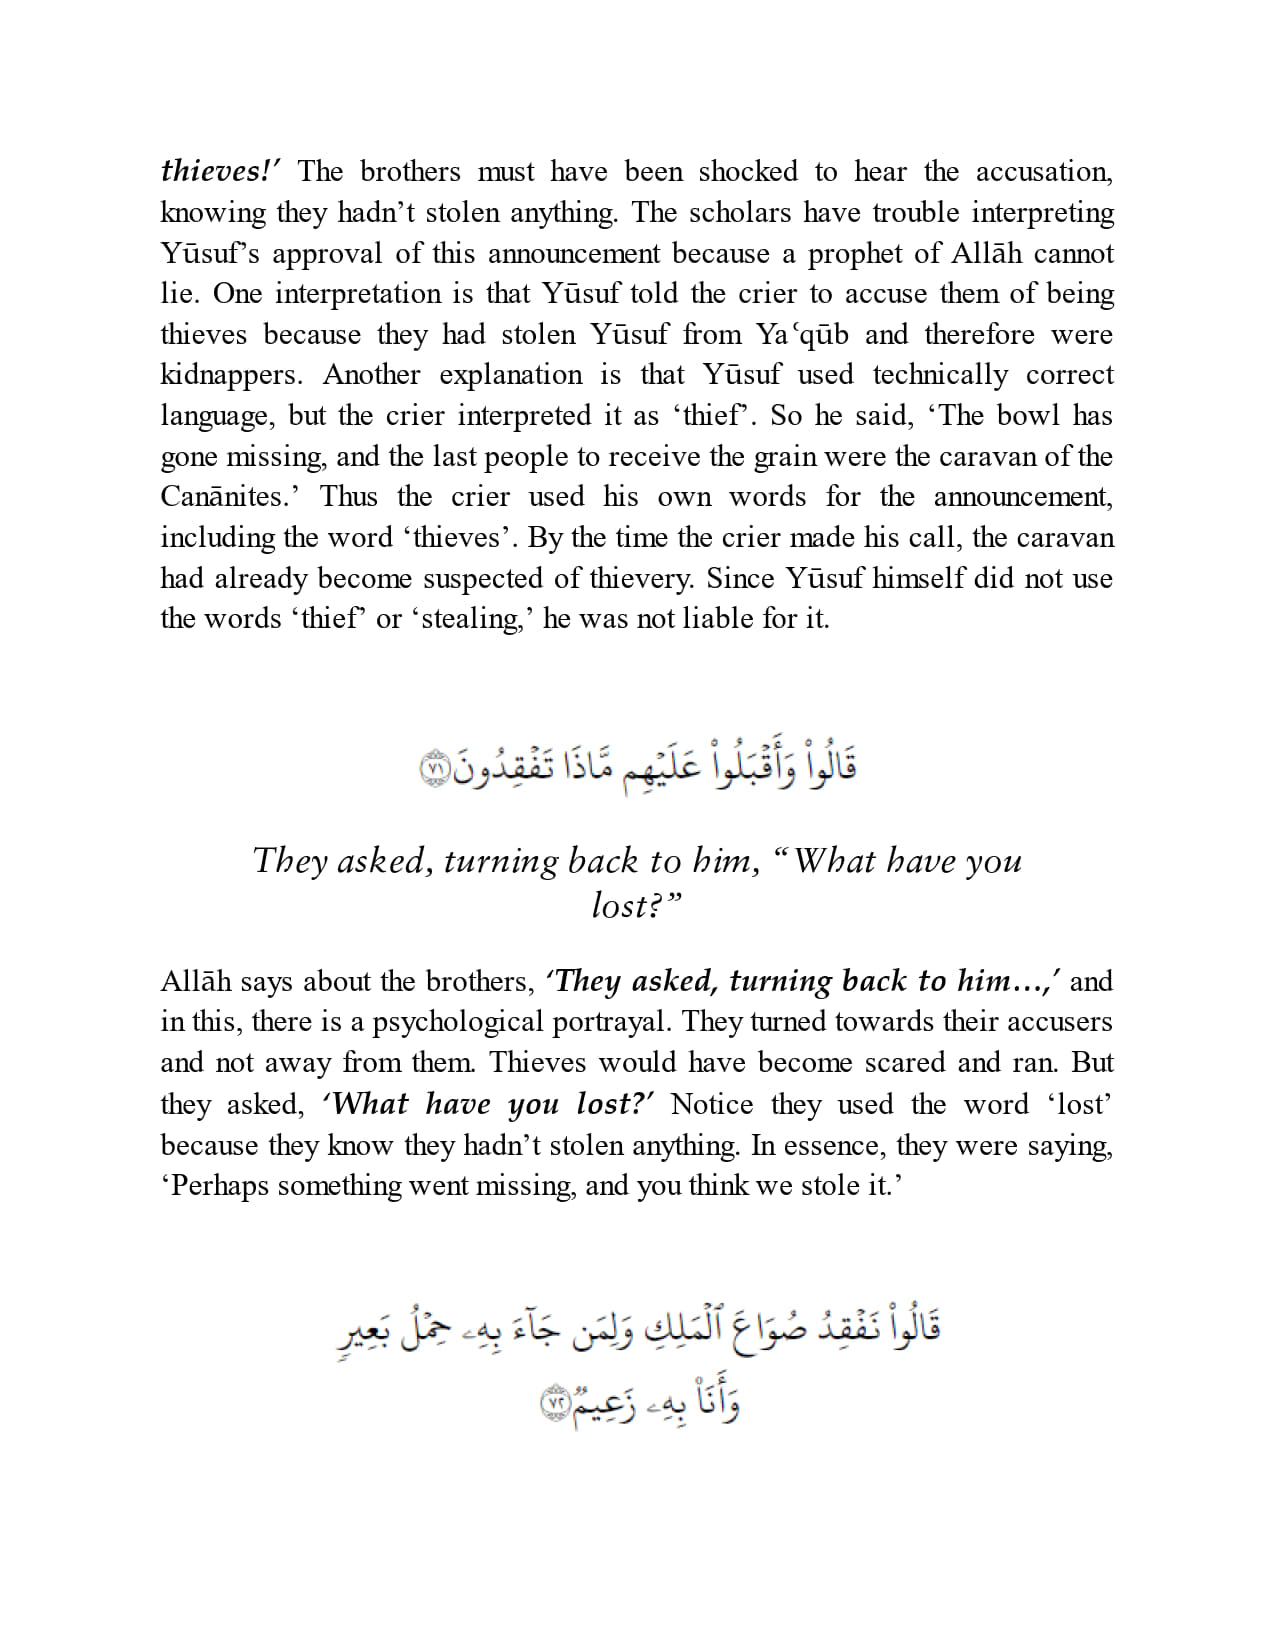 thieves!’ The brothers must have been shocked to hear the accusation,
knowing they hadn’t stolen anything. The scholars have trouble interpreting
Yūsuf’s approval of this announcement because a prophet of Allāh cannot
lie. One interpretation is that Yūsuf told the crier to accuse them of being
thieves because they had stolen Yūsuf from Yaʿqūb and therefore were
kidnappers. Another explanation is that Yūsuf used technically correct
language, but the crier interpreted it as ‘thief’. So he said, ‘The bowl has
gone missing, and the last people to receive the grain were the caravan of the
Canānites.’ Thus the crier used his own words for the announcement,
including the word ‘thieves’. By the time the crier made his call, the caravan
had already become suspected of thievery. Since Yūsuf himself did not use
the words ‘thief’ or ‘stealing,’ he was not liable for it.
قَالُوا۟ وَأَقْبَلُوا۟ عَلَيْهِم مَّاذَا تَفْقِدُونَ ٧١
They asked, turning back to him, “What have you
lost?”
Allāh says about the brothers, ‘They asked, turning back to him…,’ and
in this, there is a psychological portrayal. They turned towards their accusers
and not away from them. Thieves would have become scared and ran. But
they asked, ‘What have you lost?’ Notice they used the word ‘lost’
because they know they hadn’t stolen anything. In essence, they were saying,
‘Perhaps something went missing, and you think we stole it.’
قَالُوا۟ نَفْقِدُ صُوَاعَ ٱلْمَلِكِ وَلِمَن جَآءَ بِهِۦ حِمْلُ بَعِيرٍ
وَأَنَا۠ بِهِۦ زَعِيمٌ ٧٢